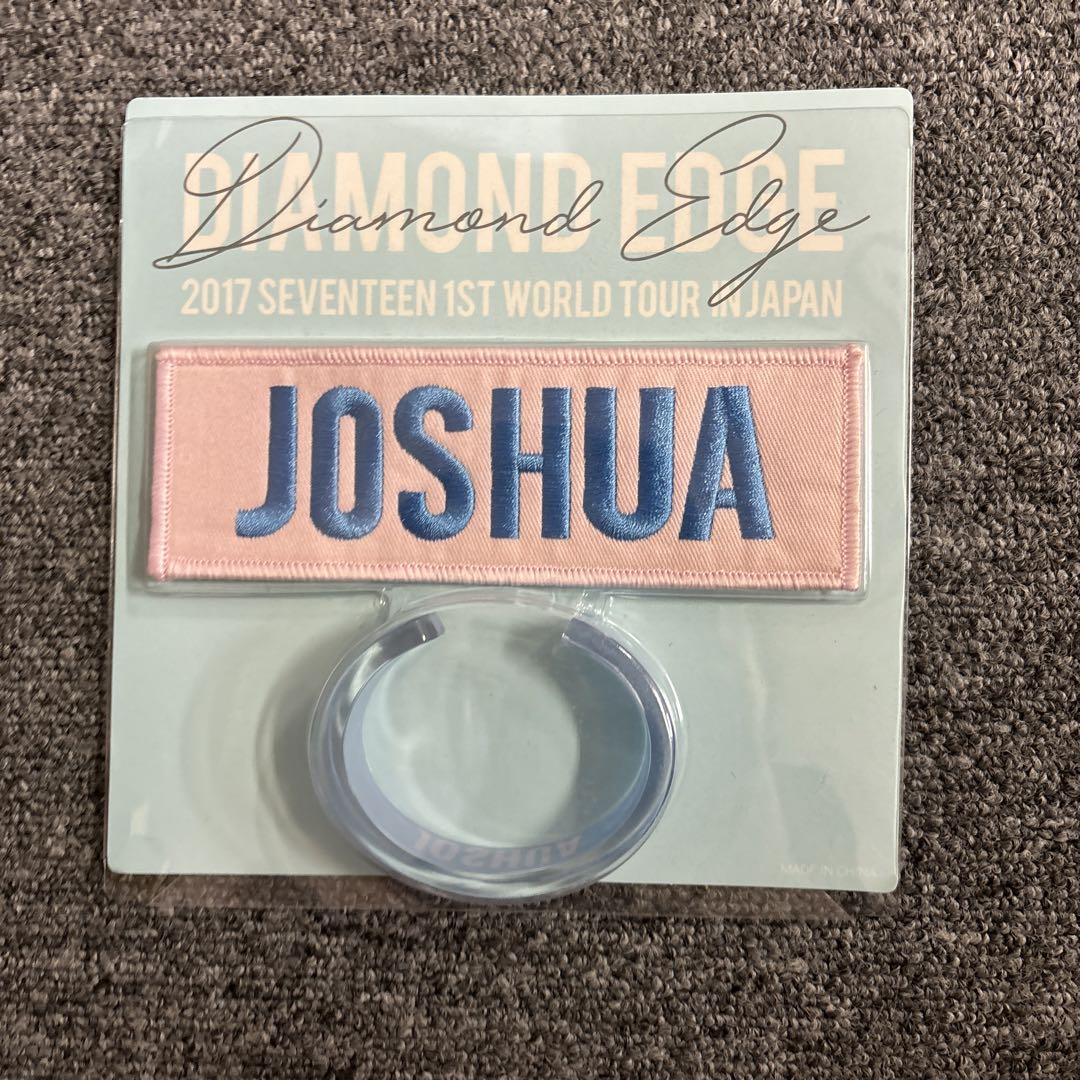 DIAMOND EDGE
Diamond Edge
2017 SEVENTEEN 1ST WORLD TOUR IN JAPAN
JOSHUA
JOSHUA
MADE IN CHINA